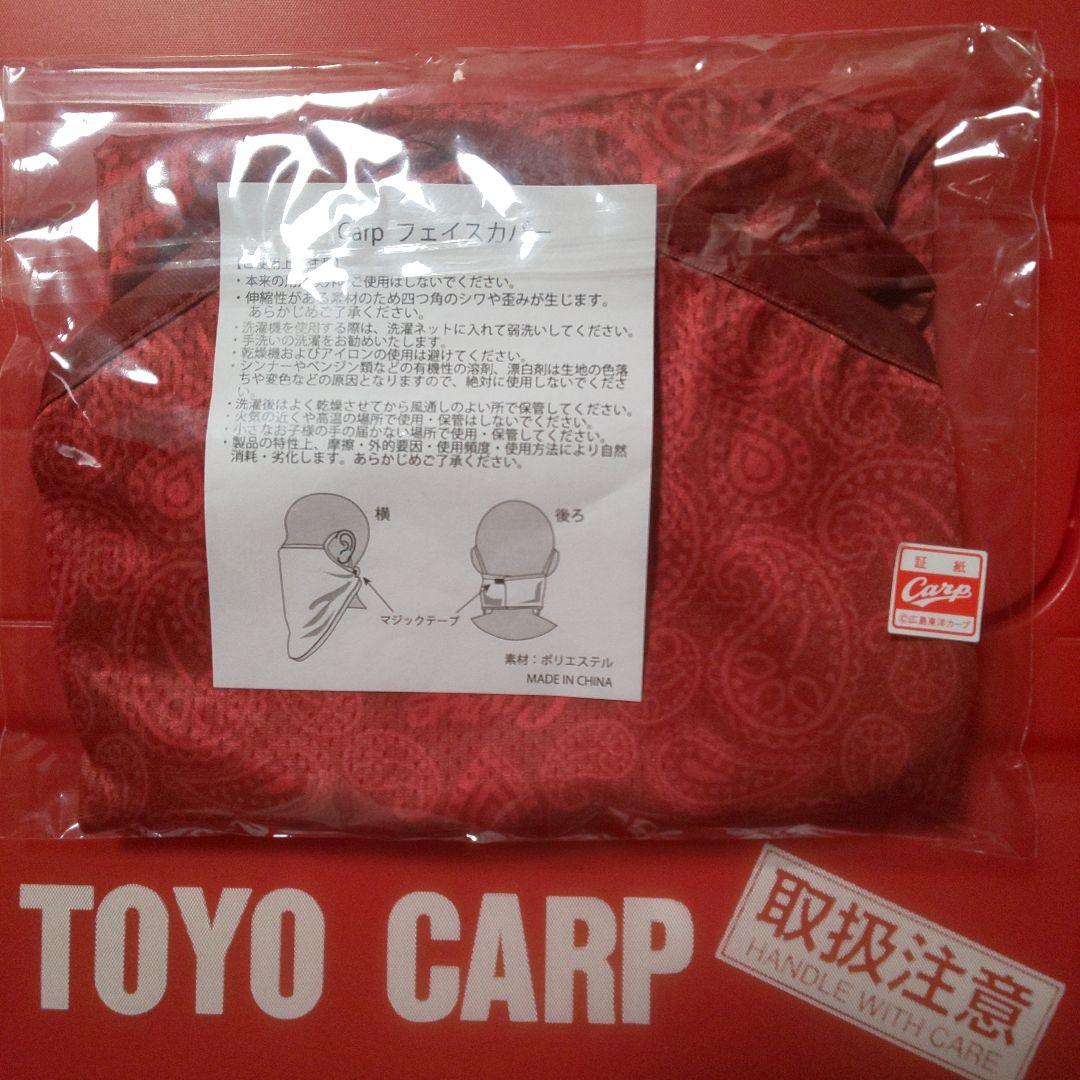 Carp フェイスカバー
・本来の用途以外にご使用はしないでください。
・伸縮性がある素材のため四つ角のシワや歪みが生じます。
あらかじめご了承ください。
・洗濯機を使用する際は、洗濯ネットに入れて弱洗いしてください。
・手洗いの洗濯をお勧めいたします。
・乾燥機およびアイロンの使用は避けてください。
・シンナーやベンジン類などの有機性の溶剤、漂白剤は生地の色落
ちや変色などの原因となりますので、絶対に使用しないでくださ
い。
・洗濯後はよく乾燥させてから風通しのよい所で保管してください。
・火気の近くや高温の場所で使用・保管はしないでください。
・小さなお子様の手の届かない場所で使用・保管してください。
・製品の特性上、摩擦・外的要因・使用頻度・使用方法により自然
消耗・劣化します。あらかじめご了承ください。
横
後ろ
マジックテープ
素材：ポリエステル
MADE IN CHINA
証 紙
Carp
©広島東洋カープ
TOYO CARP
取扱注意
HANDLE WITH CARE